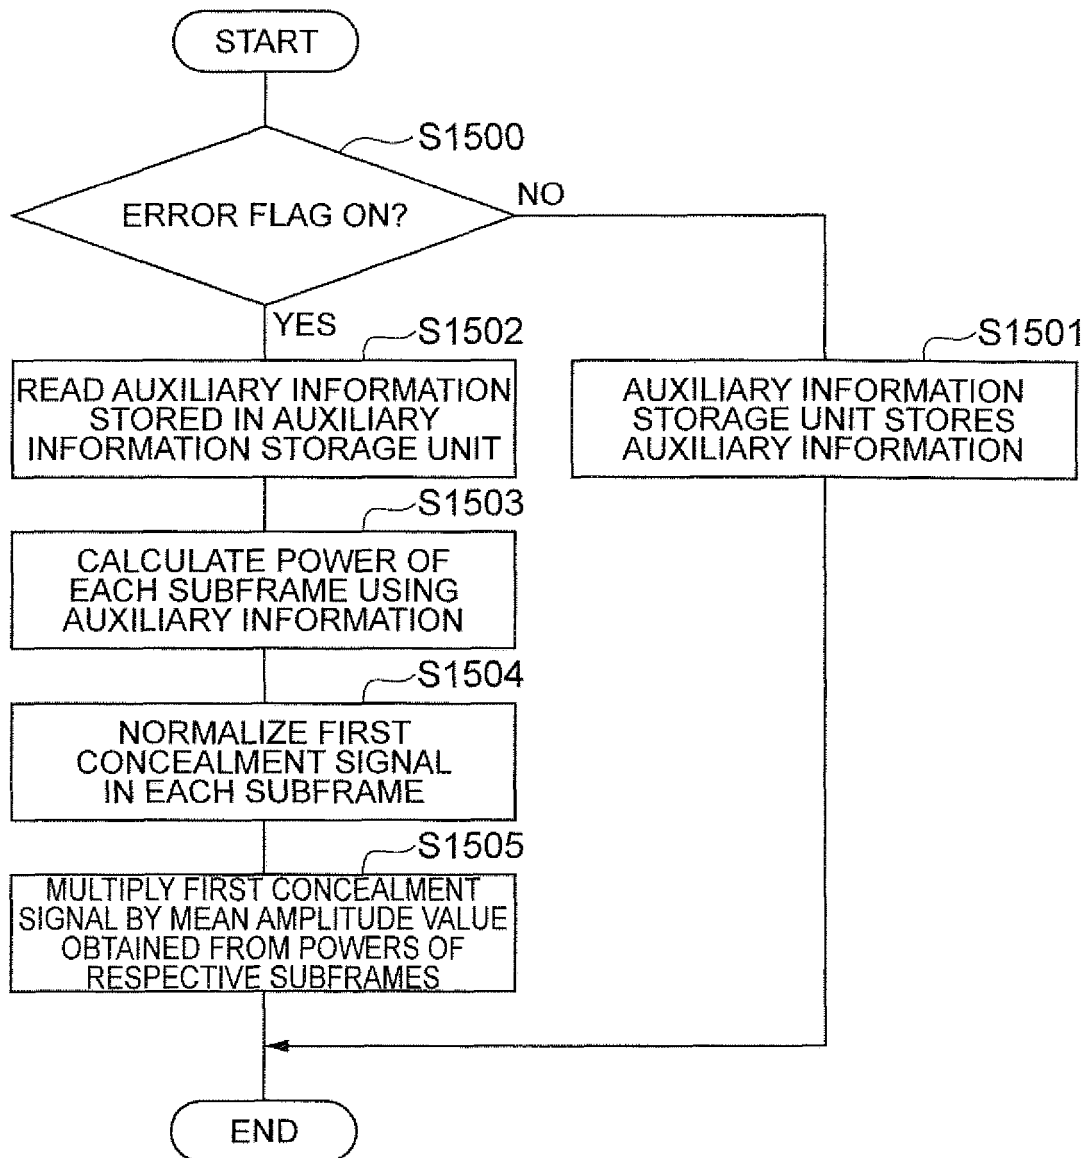 START
S1500
ERROR FLAG ON?
NO
YES
S1502
READ AUXILIARY INFORMATION
STORED IN AUXILIARY
INFORMATION STORAGE UNIT
S1501
AUXILIARY INFORMATION
STORAGE UNIT STORES
AUXILIARY INFORMATION
S1503
CALCULATE POWER OF
EACH SUBFRAME USING
AUXILIARY INFORMATION
S1504
NORMALIZE FIRST
CONCEALMENT SIGNAL
IN EACH SUBFRAME
S1505
MULTIPLY FIRST CONCEALMENT
SIGNAL BY MEAN AMPLITUDE VALUE
OBTAINED FROM POWERS OF
RESPECTIVE SUBFRAMES
END